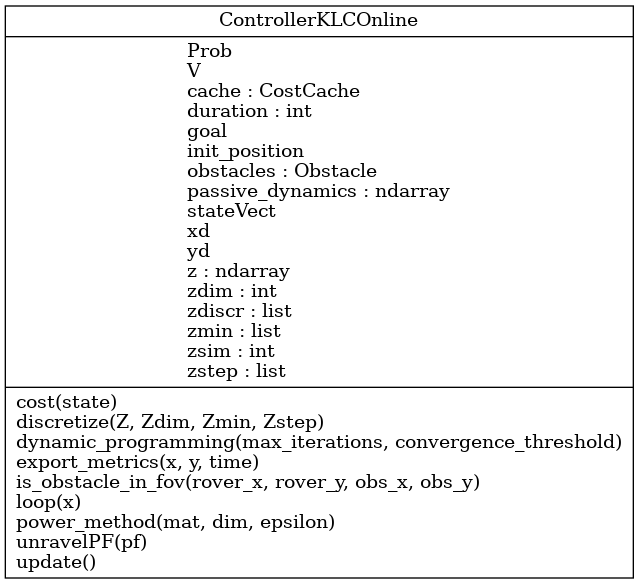 ControllerKLCOnline
Prob
V
cache : CostCache
duration : int
goal
init_position
obstacles : Obstacle
passive_dynamics : ndarray
stateVect
xd
yd
z : ndarray
zdim : int
zdiscr : list
zmin : list
zsim : int
zstep : list
cost(state)
discretize(Z, Zdim, Zmin, Zstep)
dynamic_programming(max_iterations, convergence_threshold)
export_metrics(x, y, time)
is_obstacle_in_fov(rover_x, rover_y, obs_x, obs_y)
loop(x)
power_method(mat, dim, epsilon)
unravelPF(pf)
update()